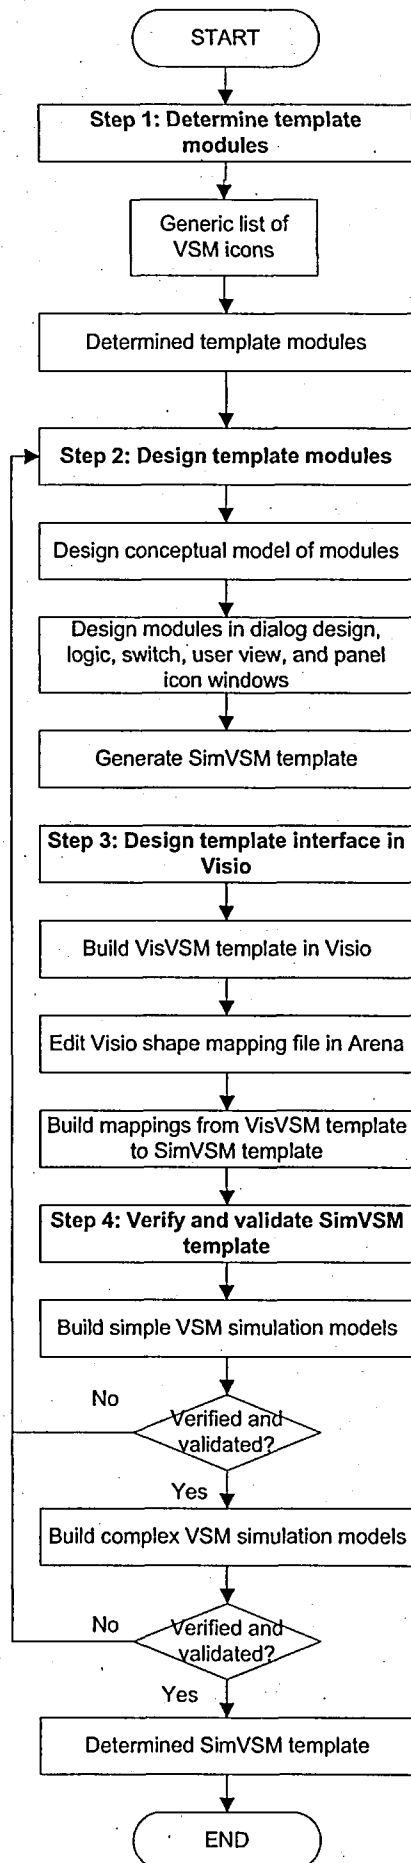 START
Step 1: Determine template
modules
Generic list of
VSM icons
Determined template modules
Step 2: Design template modules
Design conceptual model of modules
Design modules in dialog design,
logic, switch, user view, and panel
icon windows
Generate SimVSM template
Step 3: Design template interface in
Visio
Build VisVSM template in Visio
Edit Visio shape mapping file in Arena
Build mappings from VisVSM template
to SimVSM template
Step 4: Verify and validate SimVSM
template
Build simple VSM simulation models
No
Verified and
validated?
Yes
Build complex VSM simulation models
No
Verified and
validated?
Yes
Determined SimVSM template
END